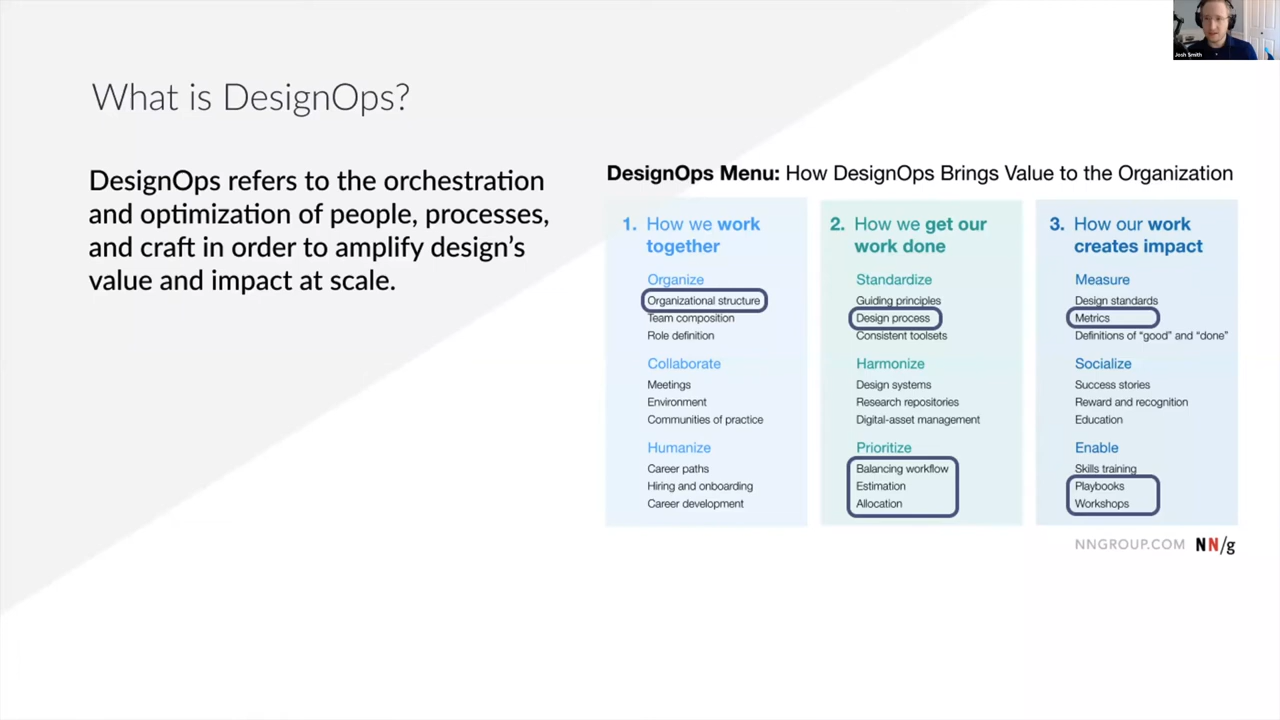 Josh Smith
What is DesignOps?
DesignOps refers to the orchestration
and optimization of people, processes,
and craft in order to amplify design's
value and impact at scale.
DesignOps Menu: How DesignOps Brings Value to the Organization
1. How we work
together
Organize
Organizational structure
Team composition
Role definition
Collaborate
Meetings
Environment
Communities of practice
Humanize
Career paths
Hiring and onboarding
Career development
2. How we get our
work done
Standardize
Guiding principles
Design process
Consistent toolsets
Harmonize
Design systems
Research repositories
Digital-asset management
Prioritize
Balancing workflow
Estimation
Allocation
3. How our work
creates impact
Measure
Design standards
Metrics
Definitions of “good” and “done”
Socialize
Success stories
Reward and recognition
Education
Enable
Skills training
Playbooks
Workshops
NNGROUP.COM NN/g